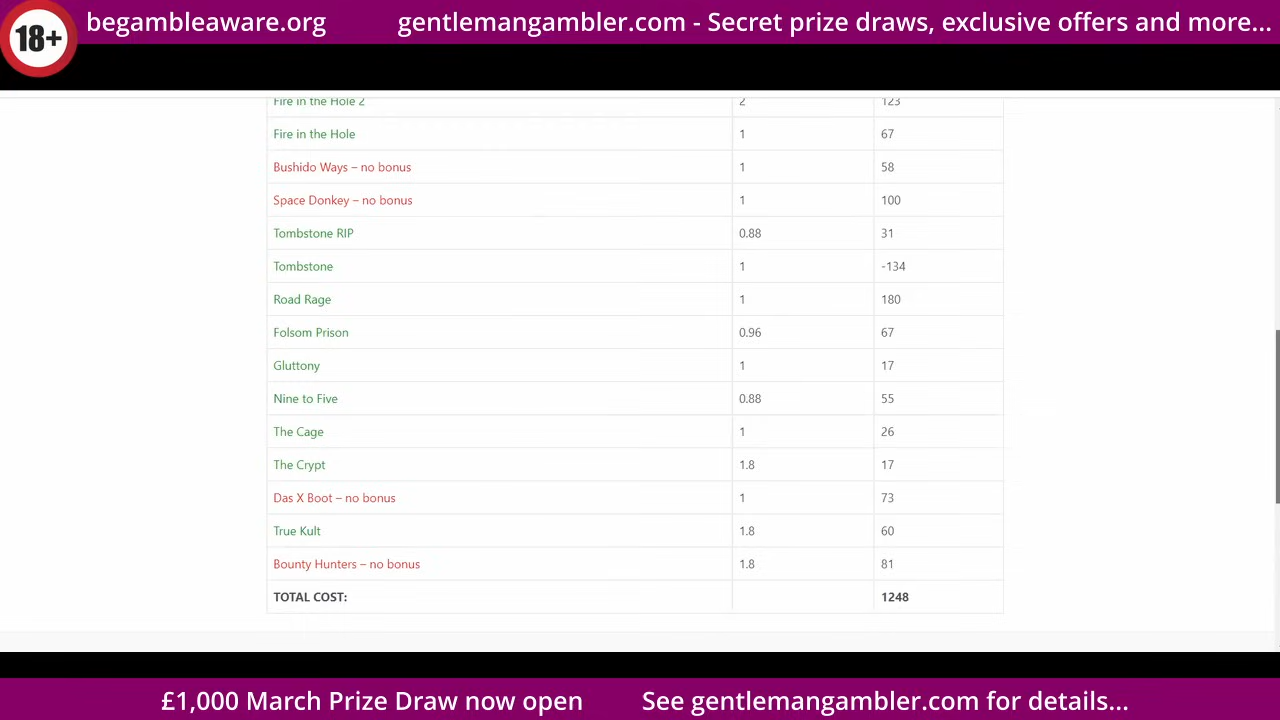 18+ begambleaware.org gentlemangambler.com - Secret prize draws, exclusive offers and more...
Fire in the Hole 2 2 123
Fire in the Hole 1 67
Bushido Ways – no bonus 1 58
Space Donkey – no bonus 1 100
Tombstone RIP 0.88 31
Tombstone 1 -134
Road Rage 1 180
Folsom Prison 0.96 67
Gluttony 1 17
Nine to Five 0.88 55
The Cage 1 26
The Crypt 1.8 17
Das X Boot – no bonus 1 73
True Kult 1.8 60
Bounty Hunters – no bonus 1.8 81
TOTAL COST: 1248
£1,000 March Prize Draw now open See gentlemangambler.com for details...